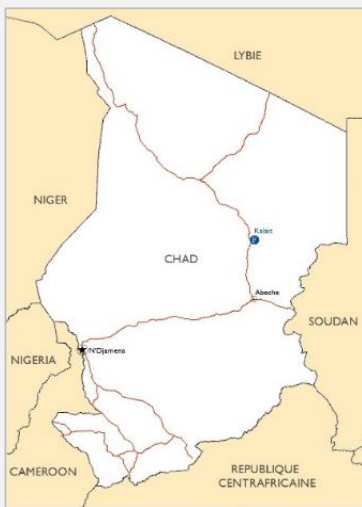 LYBIE
NIGER
Kalait
CHAD
Abeche
SOUDAN
NIGERIA
N'Djamena
CAMEROON
REPUBLIQUE
CENTRAFRICAINE